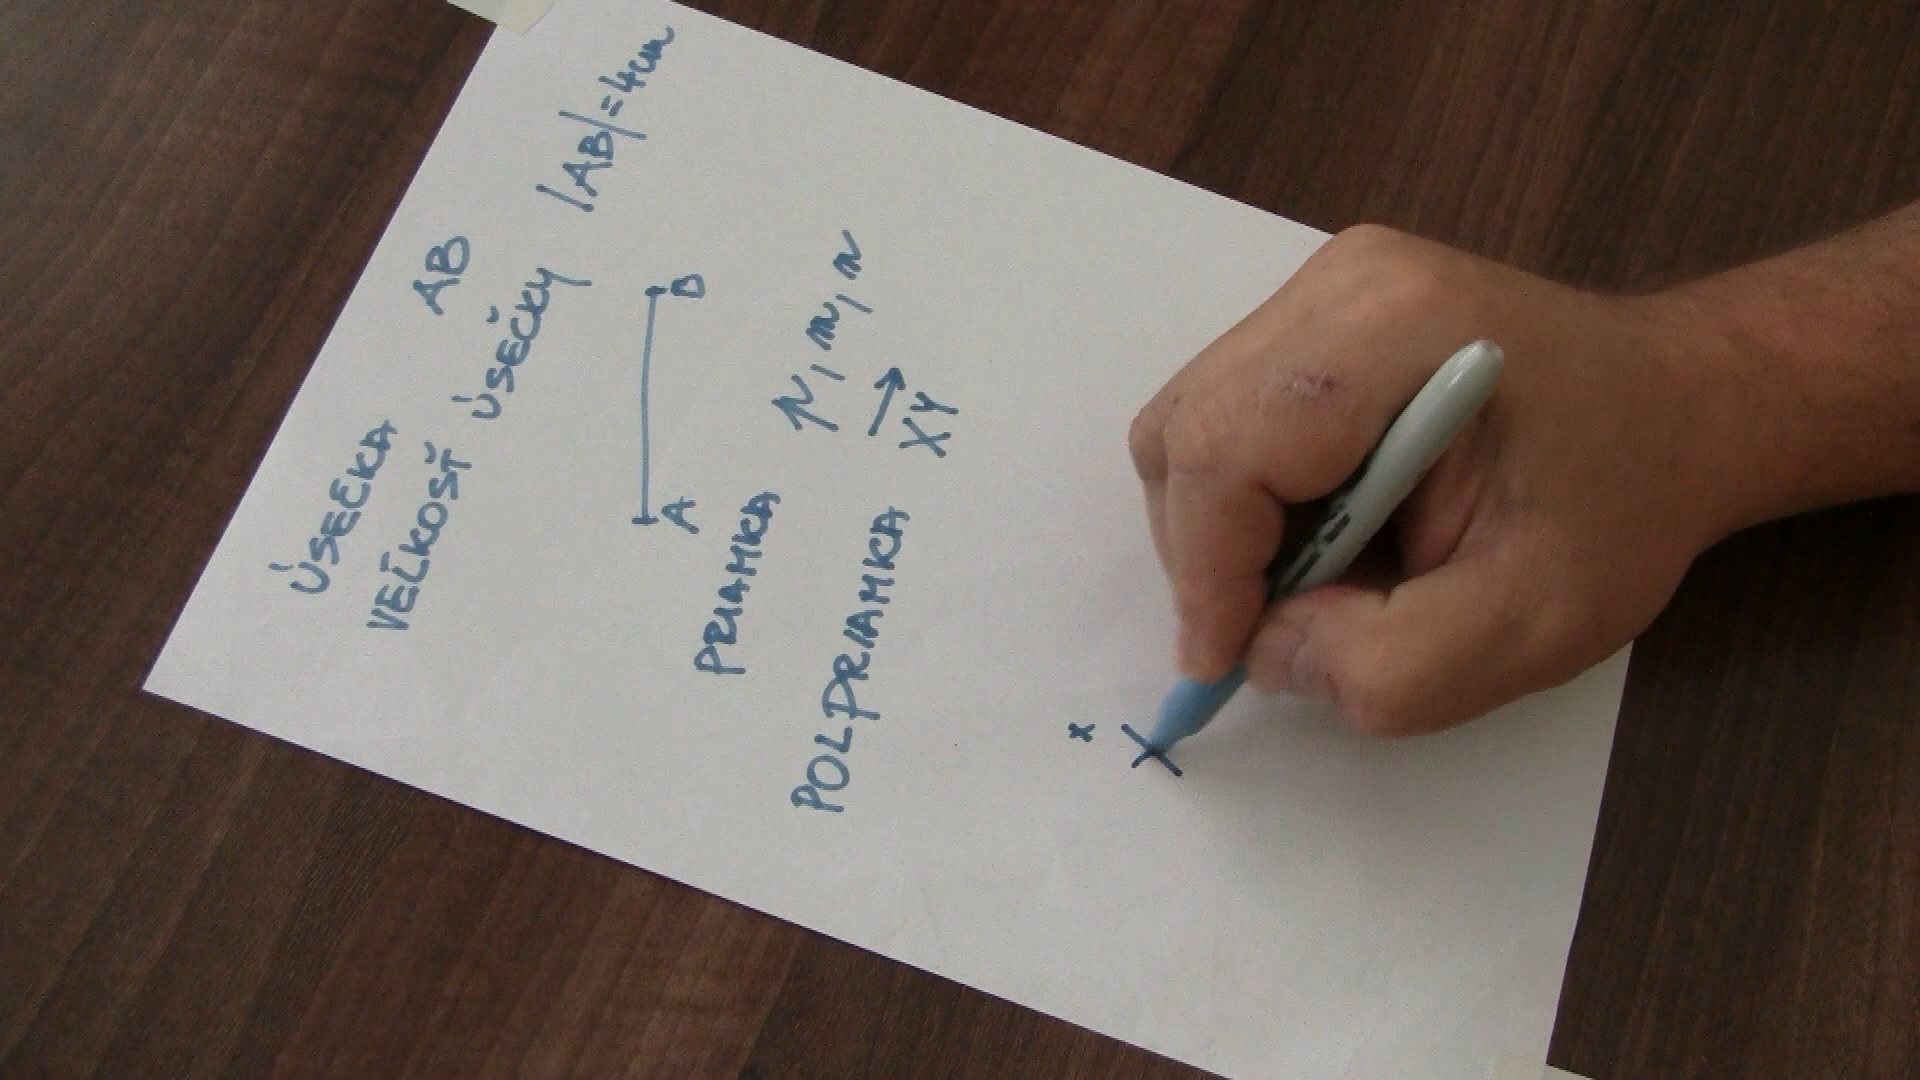 ÚSEČKA AB
VEĽKOSŤ ÚSEČKY |AB|=4cm
A B
PRIAMKA p, m, n
POLPRIAMKA XY
x
X